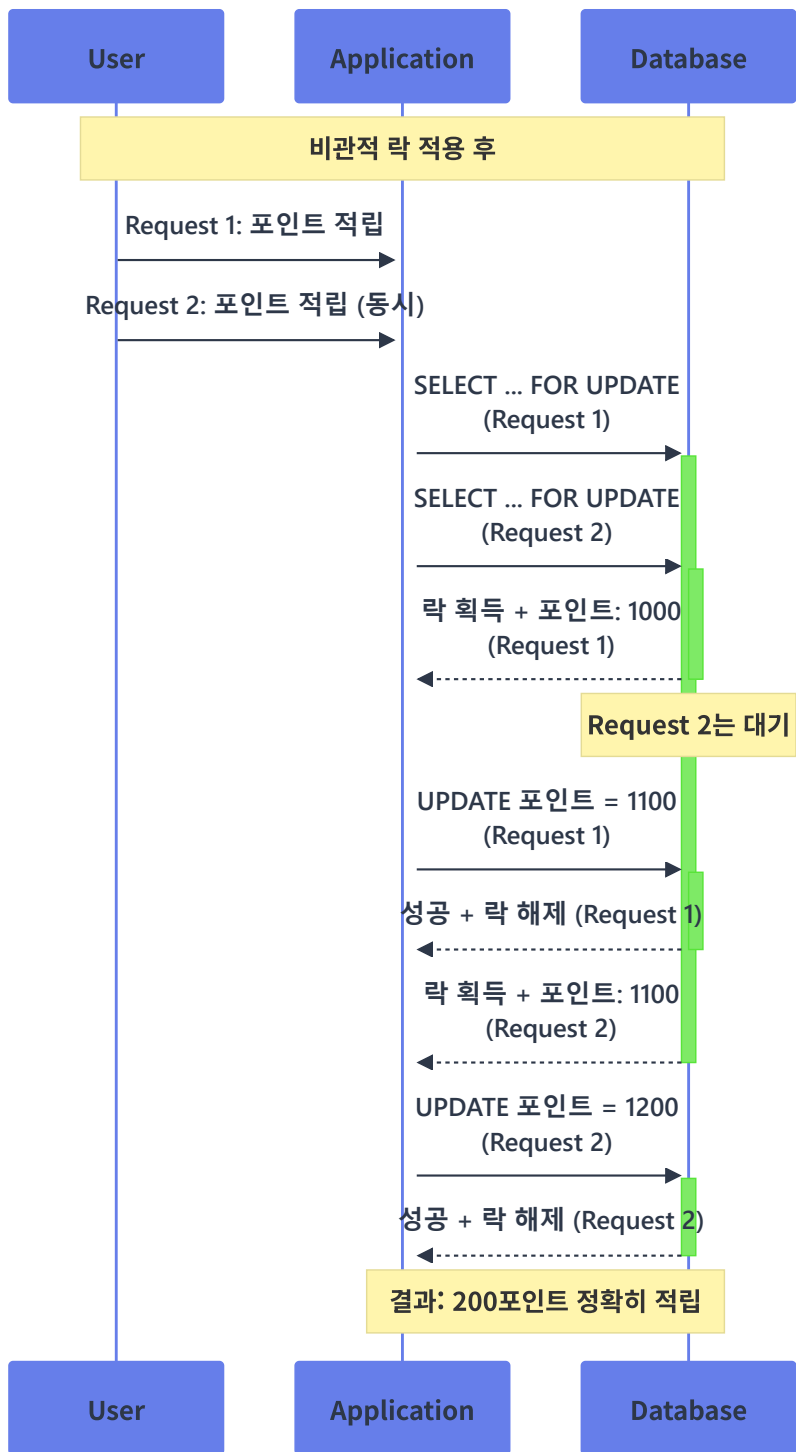 User
Application
Database
비관적 락 적용 후
Request 1: 포인트 적립
Request 2: 포인트 적립 (동시)
SELECT ... FOR UPDATE
(Request 1)
SELECT ... FOR UPDATE
(Request 2)
락 획득 + 포인트: 1000
(Request 1)
Request 2는 대기
UPDATE 포인트 = 1100
(Request 1)
성공 + 락 해제 (Request 1)
락 획득 + 포인트: 1100
(Request 2)
UPDATE 포인트 = 1200
(Request 2)
성공 + 락 해제 (Request 2)
결과: 200포인트 정확히 적립
User
Application
Database